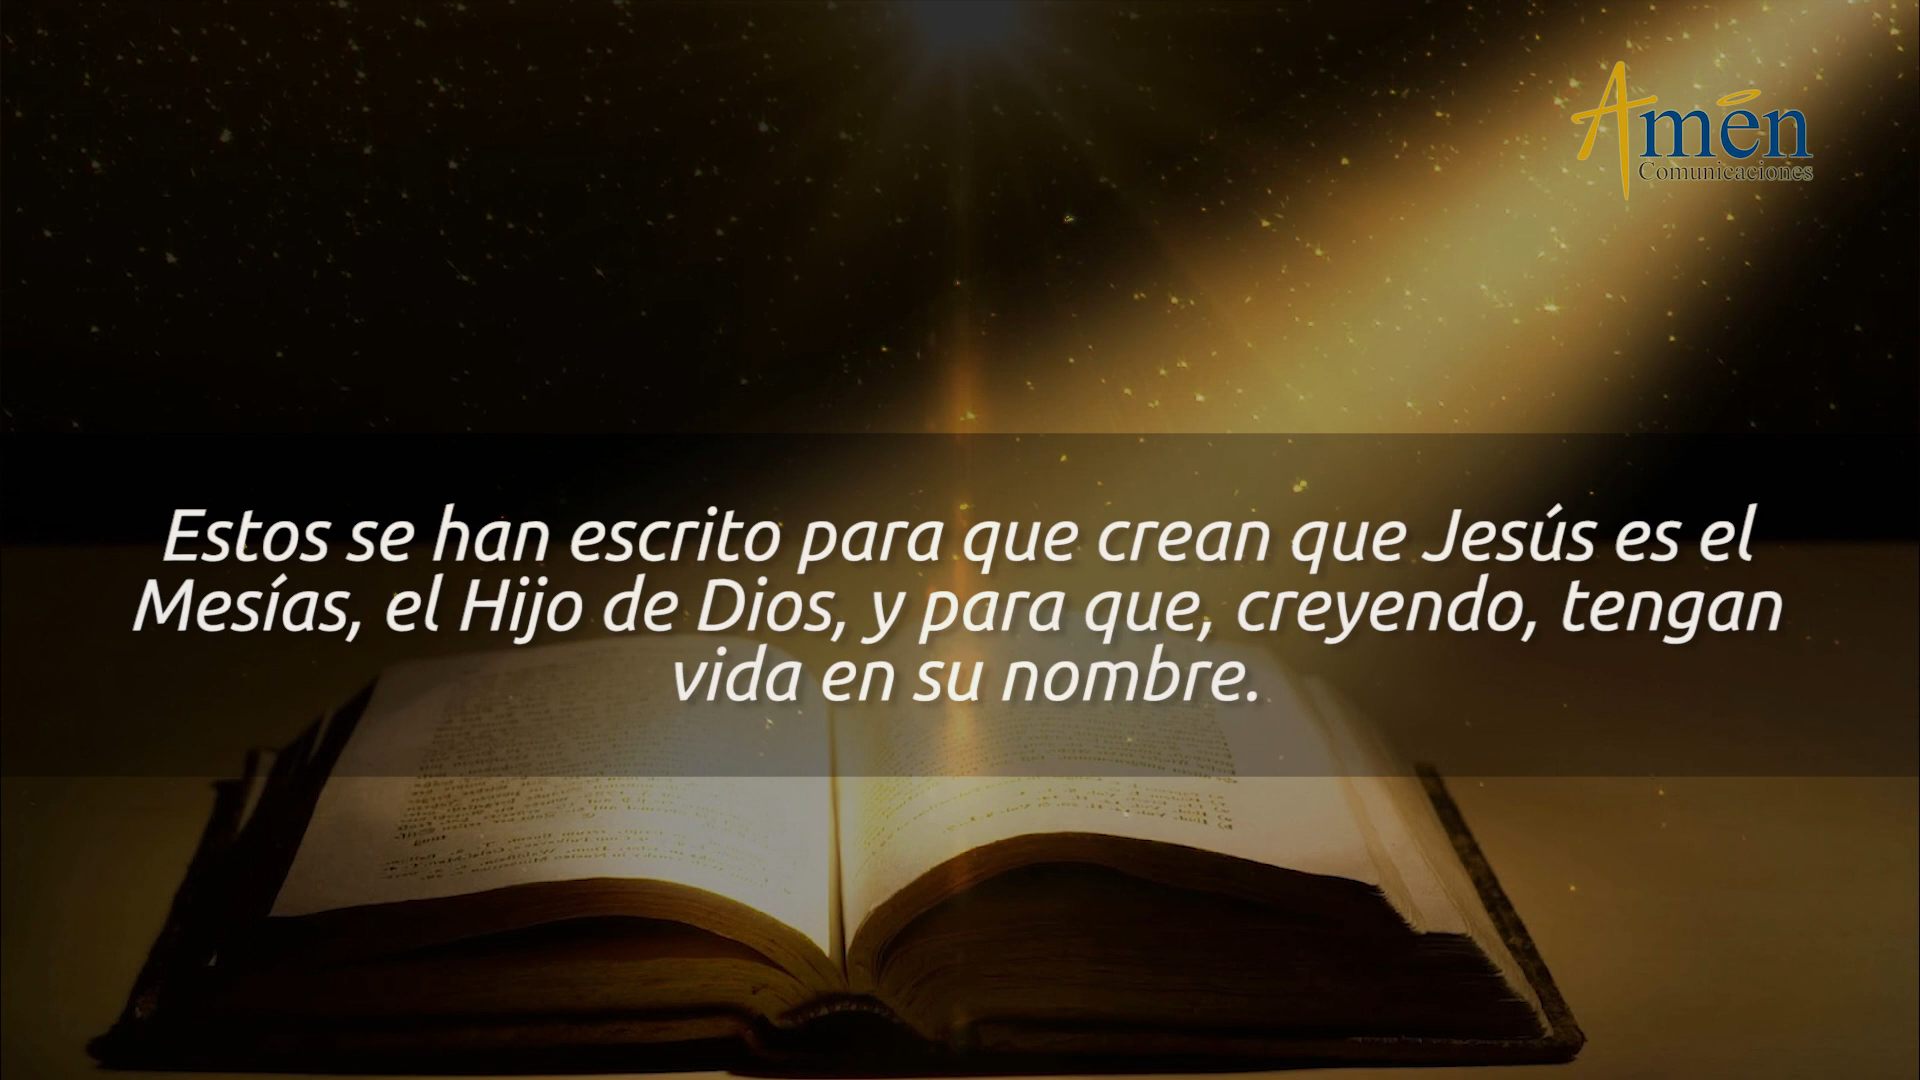 Amén
Comunicaciones
Estos se han escrito para que crean que Jesús es el
Mesías, el Hijo de Dios, y para que, creyendo, tengan
vida en su nombre.